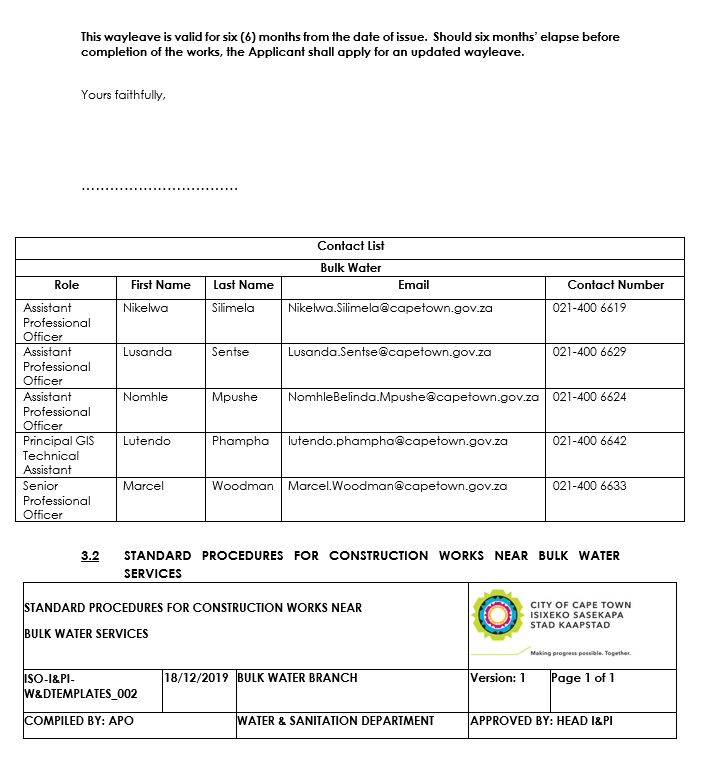 This wayleave is valid for six (6) months from the date of issue.  Should six months’ elapse before
completion of the works, the Applicant shall apply for an updated wayleave.
Yours faithfully,
……………………………
Contact List
Bulk Water
Role First Name Last Name Email Contact Number
Assistant Professional Officer Nikelwa Silimela Nikelwa.Silimela@capetown.gov.za 021-400 6619
Assistant Professional Officer Lusanda Sentse Lusanda.Sentse@capetown.gov.za 021-400 6629
Assistant Professional Officer Nomhle Mpushe NomhleBelinda.Mpushe@capetown.gov.za 021-400 6624
Principal GIS Technical Assistant Lutendo Phampha lutendo.phampha@capetown.gov.za 021-400 6642
Senior Professional Officer Marcel Woodman Marcel.Woodman@capetown.gov.za 021-400 6633
3.2 STANDARD PROCEDURES FOR CONSTRUCTION WORKS NEAR BULK WATER
SERVICES
STANDARD PROCEDURES FOR CONSTRUCTION WORKS NEAR
BULK WATER SERVICES
CITY OF CAPE TOWN
ISIXEKO SASEKAPA
STAD KAAPSTAD
Making progress possible. Together.
ISO-I&PI-
W&DTEMPLATES_002
18/12/2019 BULK WATER BRANCH Version: 1 Page 1 of 1
COMPILED BY: APO WATER & SANITATION DEPARTMENT APPROVED BY: HEAD I&PI